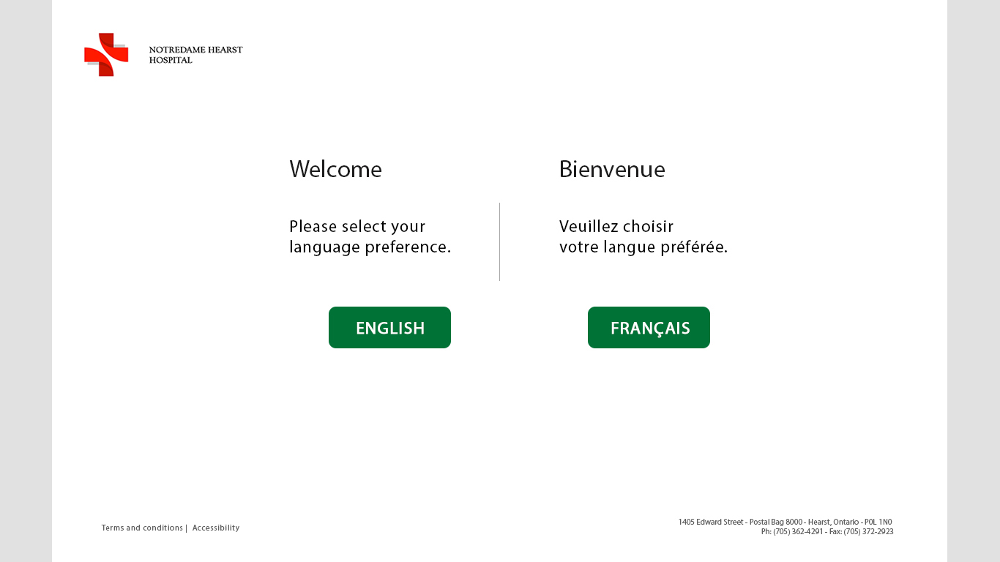 NOTREDAME HEARST
HOSPITAL
Welcome
Please select your
language preference.
ENGLISH
Bienvenue
Veuillez choisir
votre langue préférée.
FRANÇAIS
Terms and conditions | Accessibility
1405 Edward Street - Postal Bag 8000 - Hearst, Ontario - P0L 1N0
Ph: (705) 362-4291 - Fax: (705) 372-2923